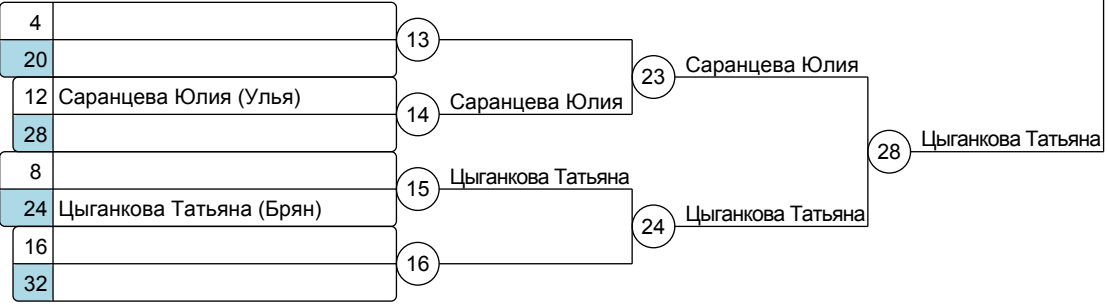 4
13
20
23 Саранцева Юлия
12 Саранцева Юлия (Улья)
14 Саранцева Юлия
28
28 Цыганкова Татьяна
8
15 Цыганкова Татьяна
24 Цыганкова Татьяна (Брян)
24 Цыганкова Татьяна
16
16
32